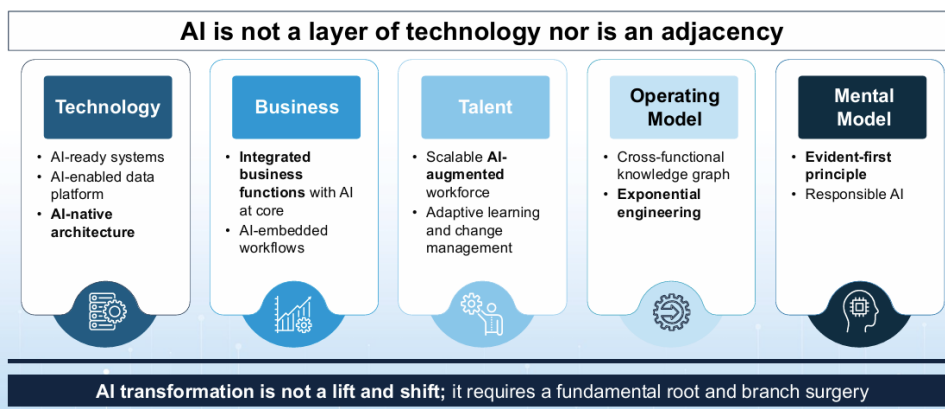 AI is not a layer of technology nor is an adjacency
Technology
• AI-ready systems
• AI-enabled data
platform
• AI-native
architecture
Business
• Integrated
business
functions with AI
at core
• AI-embedded
workflows
Talent
• Scalable AI-
augmented
workforce
• Adaptive learning
and change
management
Operating
Model
• Cross-functional
knowledge graph
• Exponential
engineering
Mental
Model
• Evident-first
principle
• Responsible AI
AI transformation is not a lift and shift; it requires a fundamental root and branch surgery